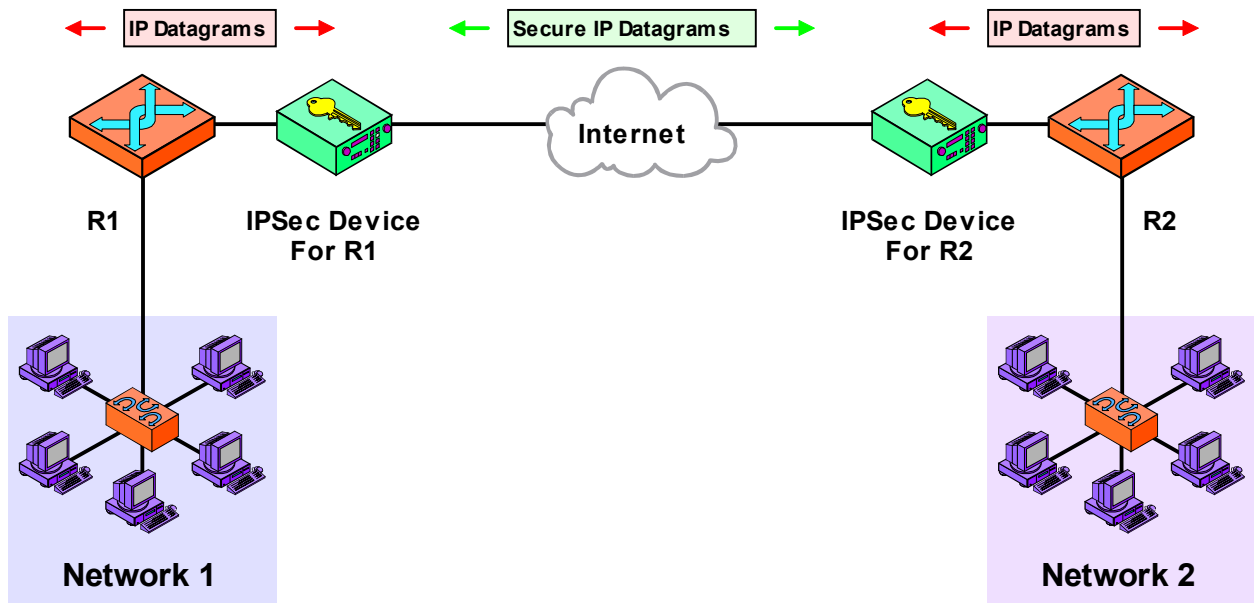 IP Datagrams
Secure IP Datagrams
IP Datagrams
Internet
R1
IPSec Device
For R1
IPSec Device
For R2
R2
Network 1
Network 2